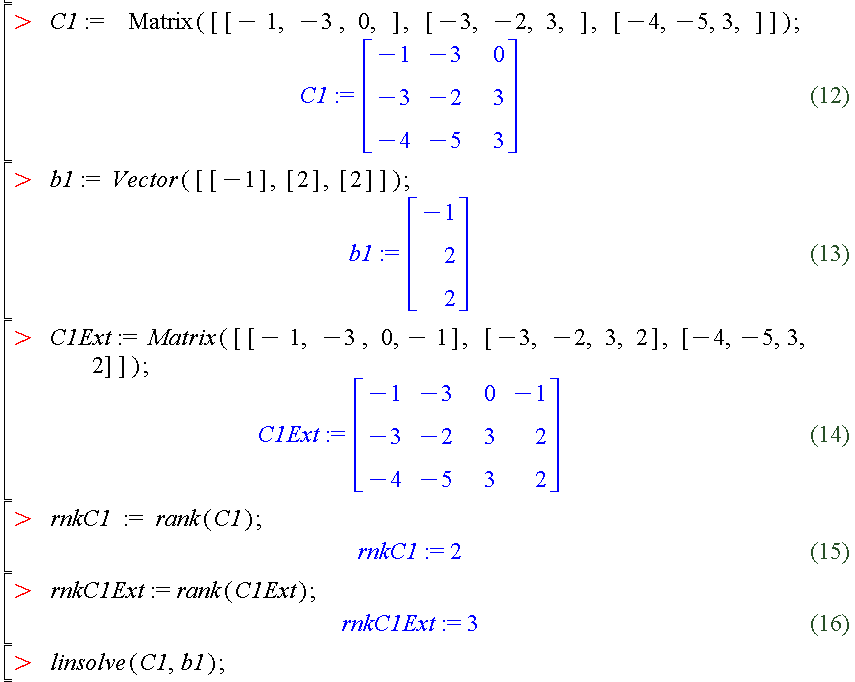 > C1 := Matrix([[-1, -3, 0, ], [-3, -2, 3, ], [-4, -5, 3, ]]);
C1 := [ -1 -3 0
-3 -2 3
-4 -5 3 ] (12)
> b1 := Vector([[-1], [2], [2]]);
b1 := [ -1
2
2 ] (13)
> C1Ext := Matrix([[-1, -3, 0, -1], [-3, -2, 3, 2], [-4, -5, 3,
2]]);
C1Ext := [ -1 -3 0 -1
-3 -2 3 2
-4 -5 3 2 ] (14)
> rnkC1 := rank(C1);
rnkC1 := 2 (15)
> rnkC1Ext := rank(C1Ext);
rnkC1Ext := 3 (16)
> linsolve(C1, b1);